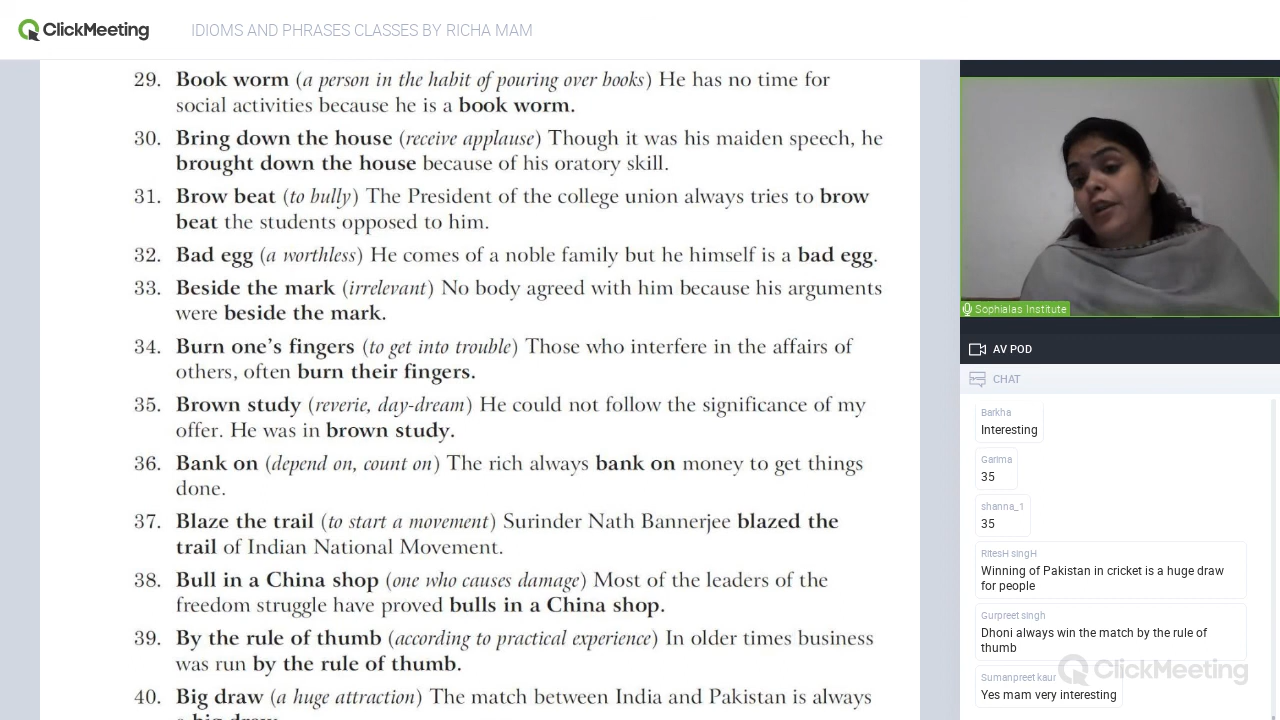 ClickMeeting
IDIOMS AND PHRASES CLASSES BY RICHA MAM
29. Book worm (a person in the habit of pouring over books) He has no time for
social activities because he is a book worm.
30. Bring down the house (receive applause) Though it was his maiden speech, he
brought down the house because of his oratory skill.
31. Brow beat (to bully) The President of the college union always tries to brow
beat the students opposed to him.
32. Bad egg (a worthless) He comes of a noble family but he himself is a bad egg.
33. Beside the mark (irrelevant) No body agreed with him because his arguments
were beside the mark.
34. Burn one's fingers (to get into trouble) Those who interfere in the affairs of
others, often burn their fingers.
35. Brown study (reverie, day-dream) He could not follow the significance of my
offer. He was in brown study.
36. Bank on (depend on, count on) The rich always bank on money to get things
done.
37. Blaze the trail (to start a movement) Surinder Nath Bannerjee blazed the
trail of Indian National Movement.
38. Bull in a China shop (one who causes damage) Most of the leaders of the
freedom struggle have proved bulls in a China shop.
39. By the rule of thumb (according to practical experience) In older times business
was run by the rule of thumb.
40. Big draw (a huge attraction) The match between India and Pakistan is always
a big draw
Sophialas Institute
AV POD
CHAT
Barkha
Interesting
Garima
35
shanna_1
35
RitesH singH
Winning of Pakistan in cricket is a huge draw
for people
Gurpreet singh
Dhoni always win the match by the rule of
thumb
Sumanpreet kaur
Yes mam very interesting
ClickMeeting